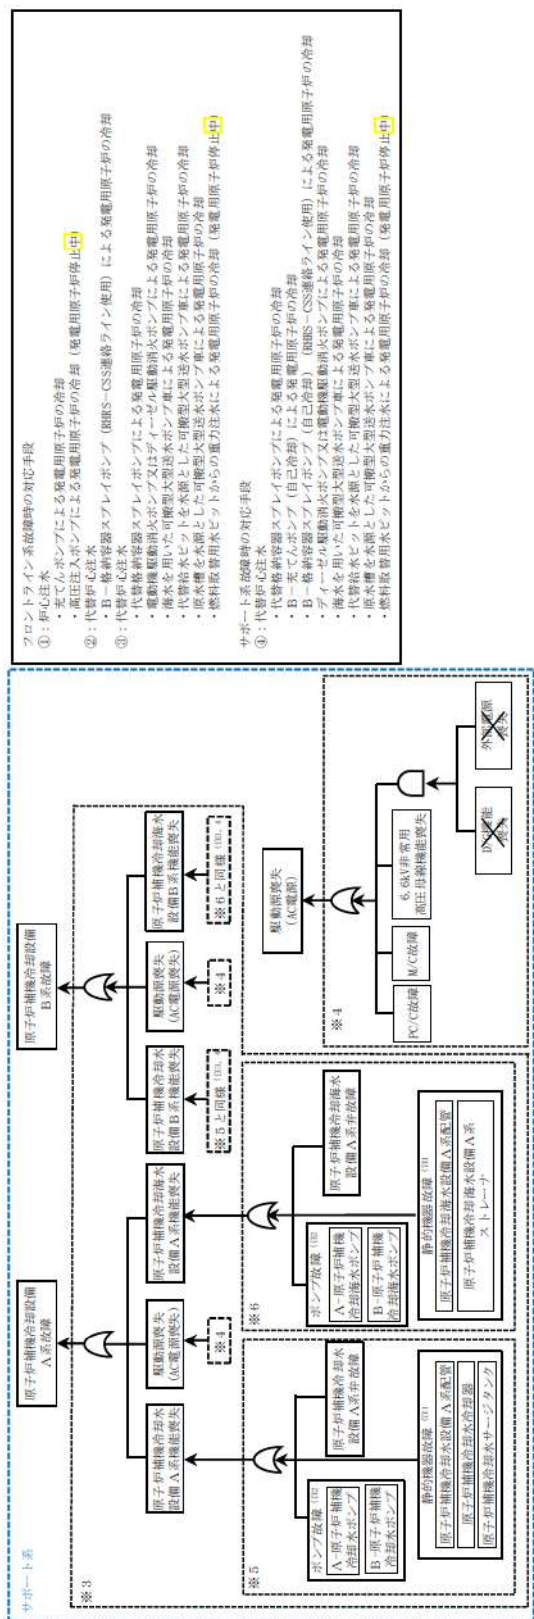 サポート系
※3
原子炉補機冷却設備
A系故障
原子炉補機冷却水
設備A系機能喪失
駆動源喪失
(AC電源喪失)
※4
原子炉補機冷却海水
設備A系機能喪失
原子炉補機冷却設備
B系故障
原子炉補機冷却水
設備B系機能喪失
※5と同様
駆動源喪失
(AC電源喪失)
※4
原子炉補機冷却海水
設備B系機能喪失
※6と同様
※5
ポンプ故障
A-原子炉補機
冷却水ポンプ
B-原子炉補機
冷却水ポンプ
原子炉補機冷却水
設備A系弁故障
静的機器故障
原子炉補機冷却水設備A系配管
原子炉補機冷却水冷却器
原子炉補機冷却水サージタンク
※6
ポンプ故障
A-原子炉補機
冷却海水ポンプ
B-原子炉補機
冷却海水ポンプ
原子炉補機冷却海水
設備A系弁故障
静的機器故障
原子炉補機冷却海水設備A系配管
原子炉補機冷却海水設備A系
ストレーナ
駆動源喪失
(AC電源)
※4
PC/C故障
M/C故障
6.6kV非常用
高圧母線機能喪失
D/G機能
喪失
外部電源
喪失
フロントライン系故障時の対応手段
①：炉心注水
・充てんポンプによる発電用原子炉の冷却
・高圧注入ポンプによる発電用原子炉の冷却（発電用原子炉停止中）
②：代替炉心注水
・B-格納容器スプレイポンプ（RHRS-CSS連絡ライン使用）による発電用原子炉の冷却
③：代替炉心注水
・代替格納容器スプレイポンプによる発電用原子炉の冷却
・電動機駆動消火ポンプ又はディーゼル駆動消火ポンプによる発電用原子炉の冷却
・海水を用いた可搬型大型送水ポンプ車による発電用原子炉の冷却
・代替給水ピットを水源とした可搬型大型送水ポンプ車による発電用原子炉の冷却
・原水槽を水源とした可搬型大型送水ポンプ車による発電用原子炉の冷却
・燃料取替用水ピットからの重力注水による発電用原子炉の冷却（発電用原子炉停止中）
サポート系故障時の対応手段
④：代替炉心注水
・代替格納容器スプレイポンプによる発電用原子炉の冷却
・B-充てんポンプ（自己冷却）による発電用原子炉の冷却
・B-格納容器スプレイポンプ（自己冷却）（RHRS-CSS連絡ライン使用）による発電用原子炉の冷却
・ディーゼル駆動消火ポンプ又は電動機駆動消火ポンプによる発電用原子炉の冷却
・海水を用いた可搬型大型送水ポンプ車による発電用原子炉の冷却
・代替給水ピットを水源とした可搬型大型送水ポンプ車による発電用原子炉の冷却
・原水槽を水源とした可搬型大型送水ポンプ車による発電用原子炉の冷却
・燃料取替用水ピットからの重力注水による発電用原子炉の冷却（発電用原子炉停止中）